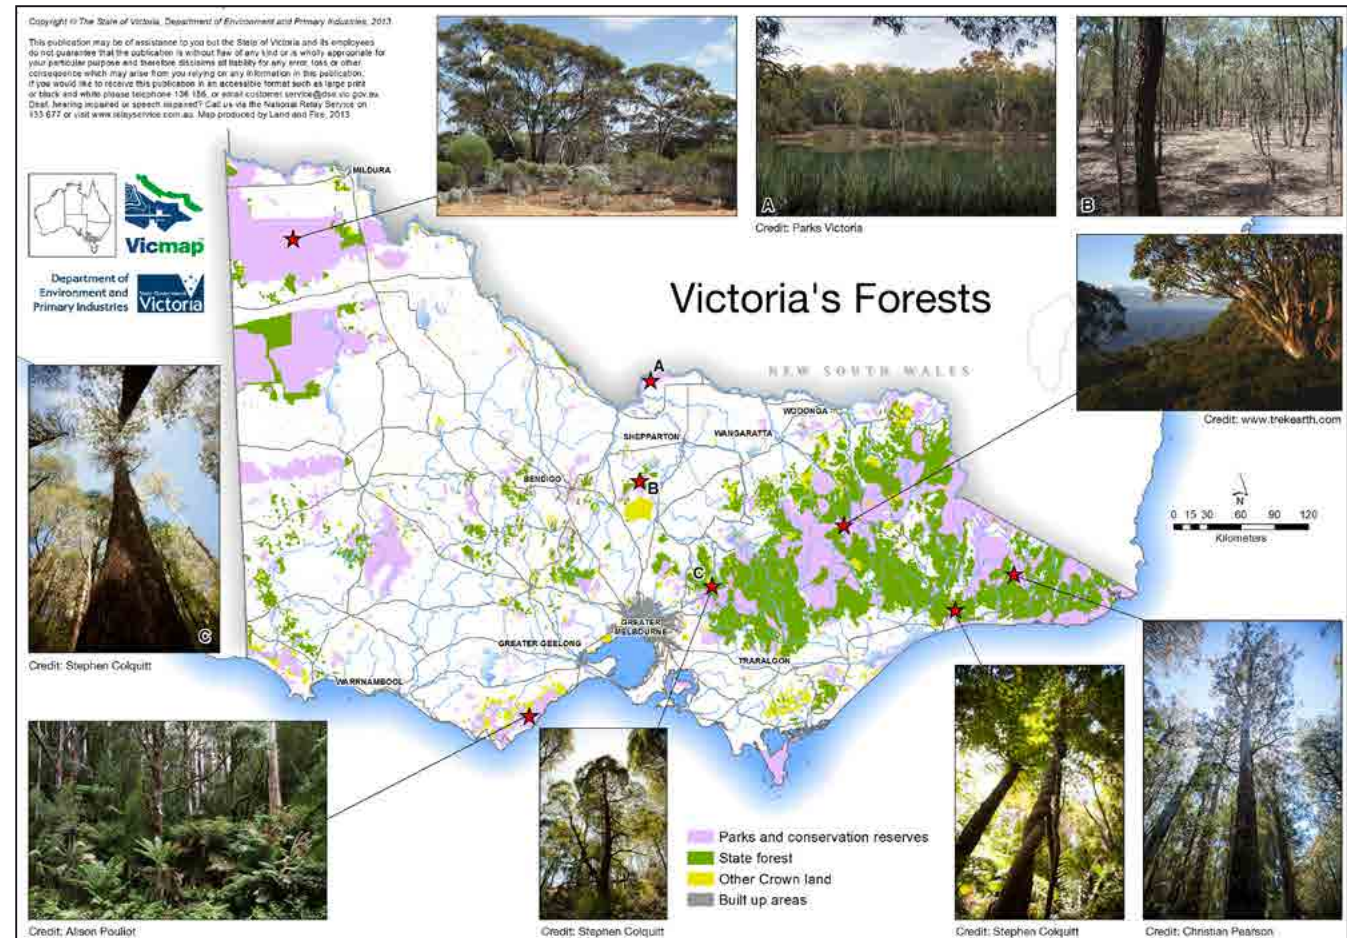 Copyright © The State of Victoria, Department of Environment and Primary Industries, 2013
This publication may be of assistance to you but the State of Victoria and its employees
do not guarantee that the publication is without flaw of any kind or is wholly appropriate for
your particular purpose and therefore disclaims all liability for any error, loss or other
consequence which may arise from you relying on any information in this publication.
If you would like to receive this publication in an accessible format such as large print
or black and white please telephone 136 186, or email customer.service@dse.vic.gov.au
Deaf, hearing impaired or speech impaired? Call us via the National Relay Service on
133 677 or visit www.relayservice.com.au. Map produced by Land and Fire, 2013
A
Credit: Parks Victoria
B
MILDURA
Vicmap
Department of
Environment and
Primary Industries
Victoria
Victoria's Forests
NEW SOUTH WALES
Credit: www.trekearth.com
A
WODONGA
SHEPPARTON
WANGARATTA
BENDIGO
B
N
0 15 30 60 90 120
Kilometers
C
C
GREATER
MELBOURNE
GREATER GEELONG
TRARALGON
WARRNAMBOOL
Credit: Stephen Colquitt
Parks and conservation reserves
State forest
Other Crown land
Built up areas
Credit: Alison Pouliot
Credit: Stephen Colquitt
Credit: Stephen Colquitt
Credit: Christian Pearson